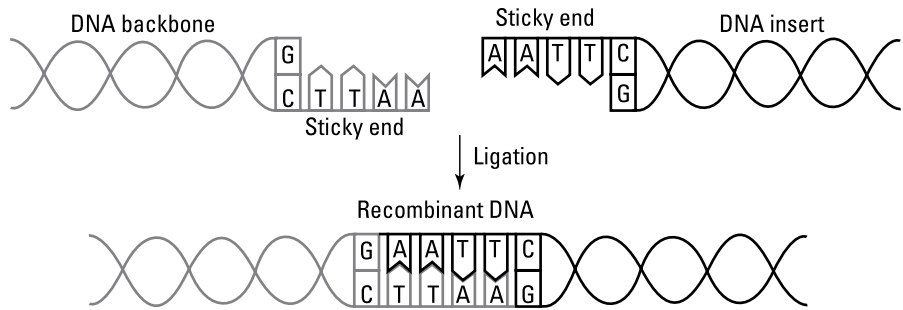 DNA backbone
Sticky end
DNA insert
G
A A T T C
C T T A A
G
Sticky end
Ligation
Recombinant DNA
G A A T T C
C T T A A G